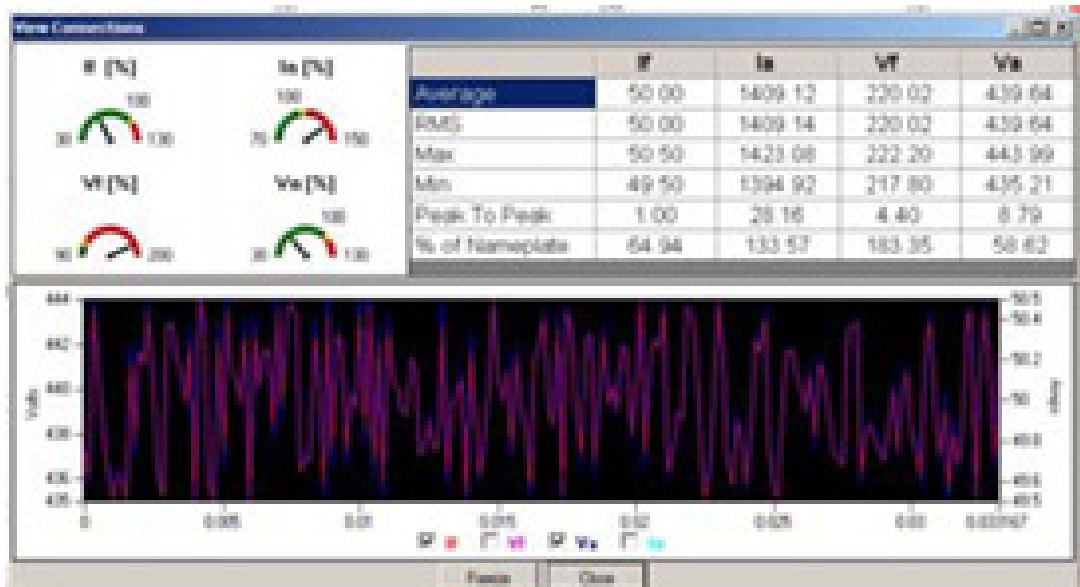 View Connections
If [%]
Ia [%]
100
30
130
100
70
150
Vf [%]
Va [%]
90
200
100
30
130
If Ia Vf Va
Average 50.00 1409.12 220.02 439.64
RMS 50.00 1409.14 220.02 439.64
Max 50.50 1423.08 222.20 443.99
Min 49.50 1394.92 217.80 435.21
Peak To Peak 1.00 28.16 4.40 8.79
% of Nameplate 64.94 133.57 183.35 58.62
444
442
440
438
436
435
Volts
50.5
50.4
50.2
50
49.8
49.6
49.5
Amps
0 0.005 0.01 0.015 0.02 0.025 0.03 0.033167
If Vf Va Ia
Close